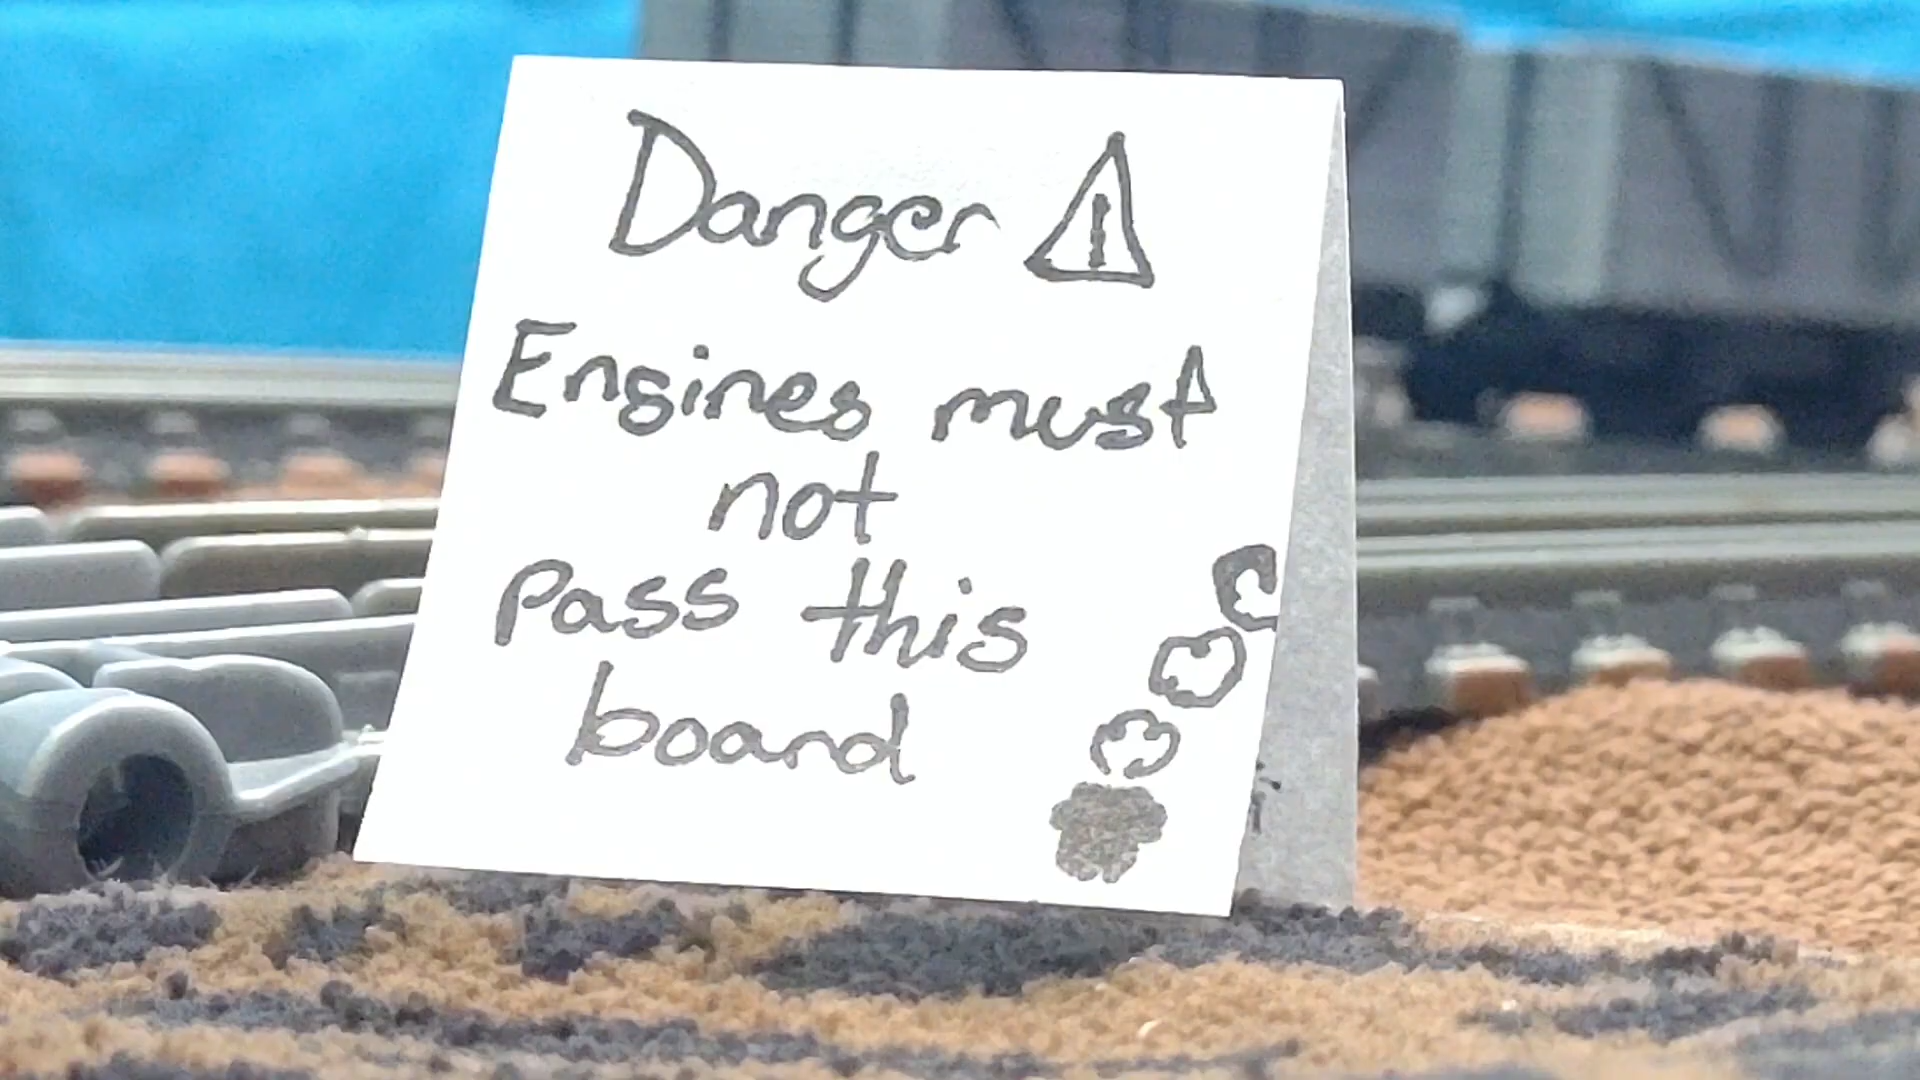 Danger ⚠
Engines must
not
Pass this
board